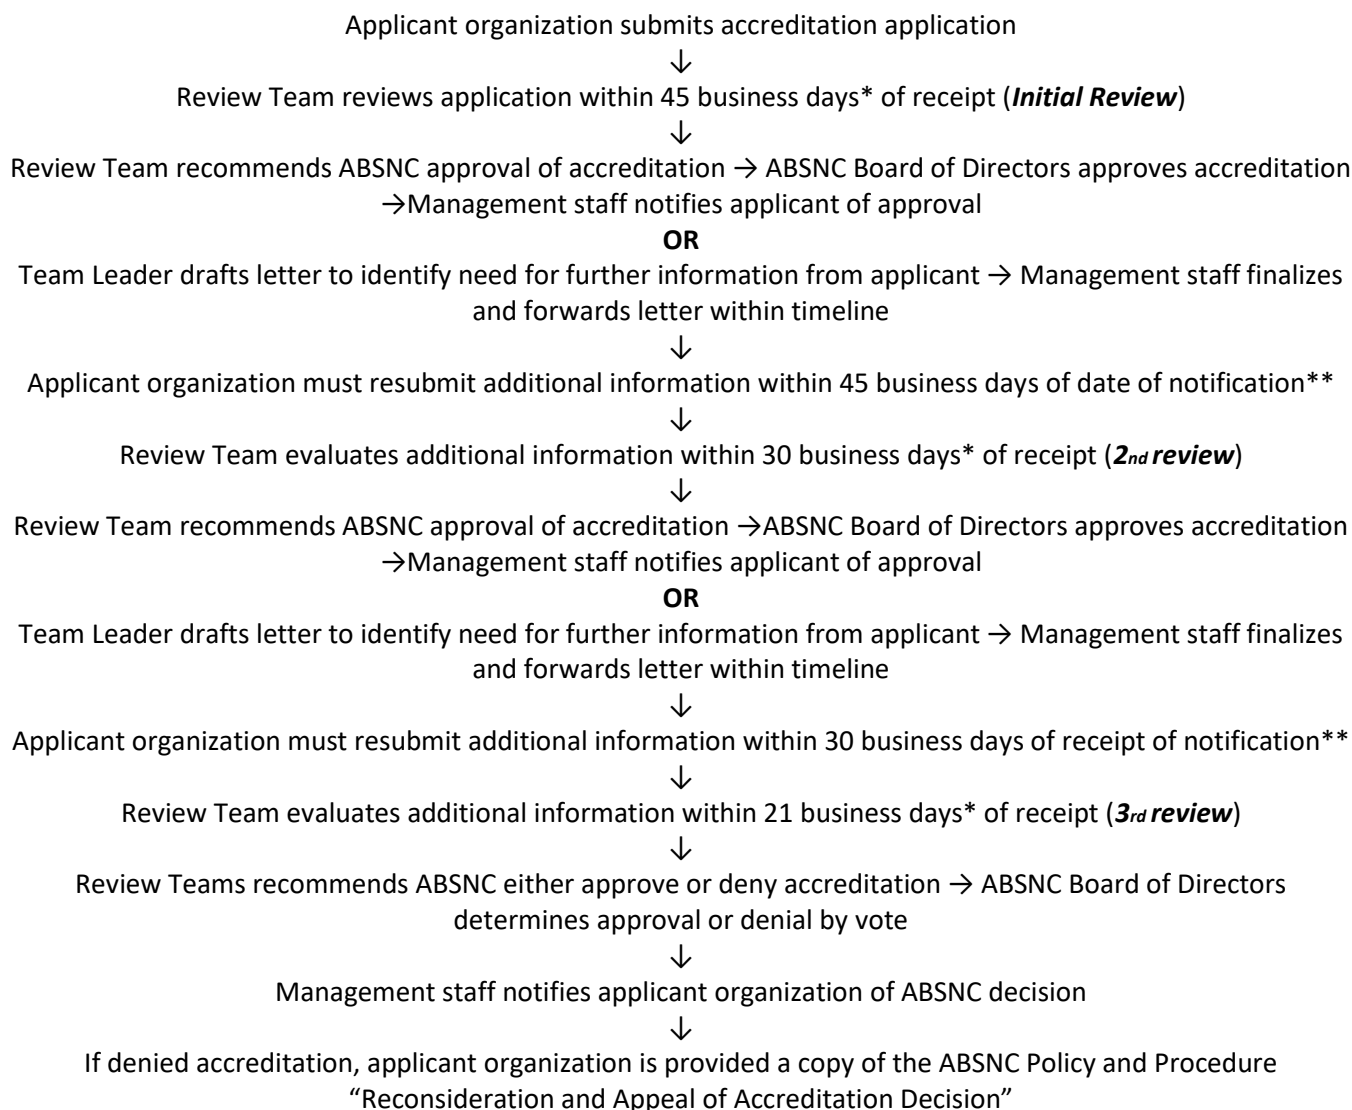 Applicant organization submits accreditation application
↓
Review Team reviews application within 45 business days* of receipt (Initial Review)
↓
Review Team recommends ABSNC approval of accreditation → ABSNC Board of Directors approves accreditation
→Management staff notifies applicant of approval
OR
Team Leader drafts letter to identify need for further information from applicant → Management staff finalizes
and forwards letter within timeline
↓
Applicant organization must resubmit additional information within 45 business days of date of notification**
↓
Review Team evaluates additional information within 30 business days* of receipt (2nd review)
↓
Review Team recommends ABSNC approval of accreditation →ABSNC Board of Directors approves accreditation
→Management staff notifies applicant of approval
OR
Team Leader drafts letter to identify need for further information from applicant → Management staff finalizes
and forwards letter within timeline
↓
Applicant organization must resubmit additional information within 30 business days of receipt of notification**
↓
Review Team evaluates additional information within 21 business days* of receipt (3rd review)
↓
Review Teams recommends ABSNC either approve or deny accreditation → ABSNC Board of Directors
determines approval or denial by vote
↓
Management staff notifies applicant organization of ABSNC decision
↓
If denied accreditation, applicant organization is provided a copy of the ABSNC Policy and Procedure
“Reconsideration and Appeal of Accreditation Decision”